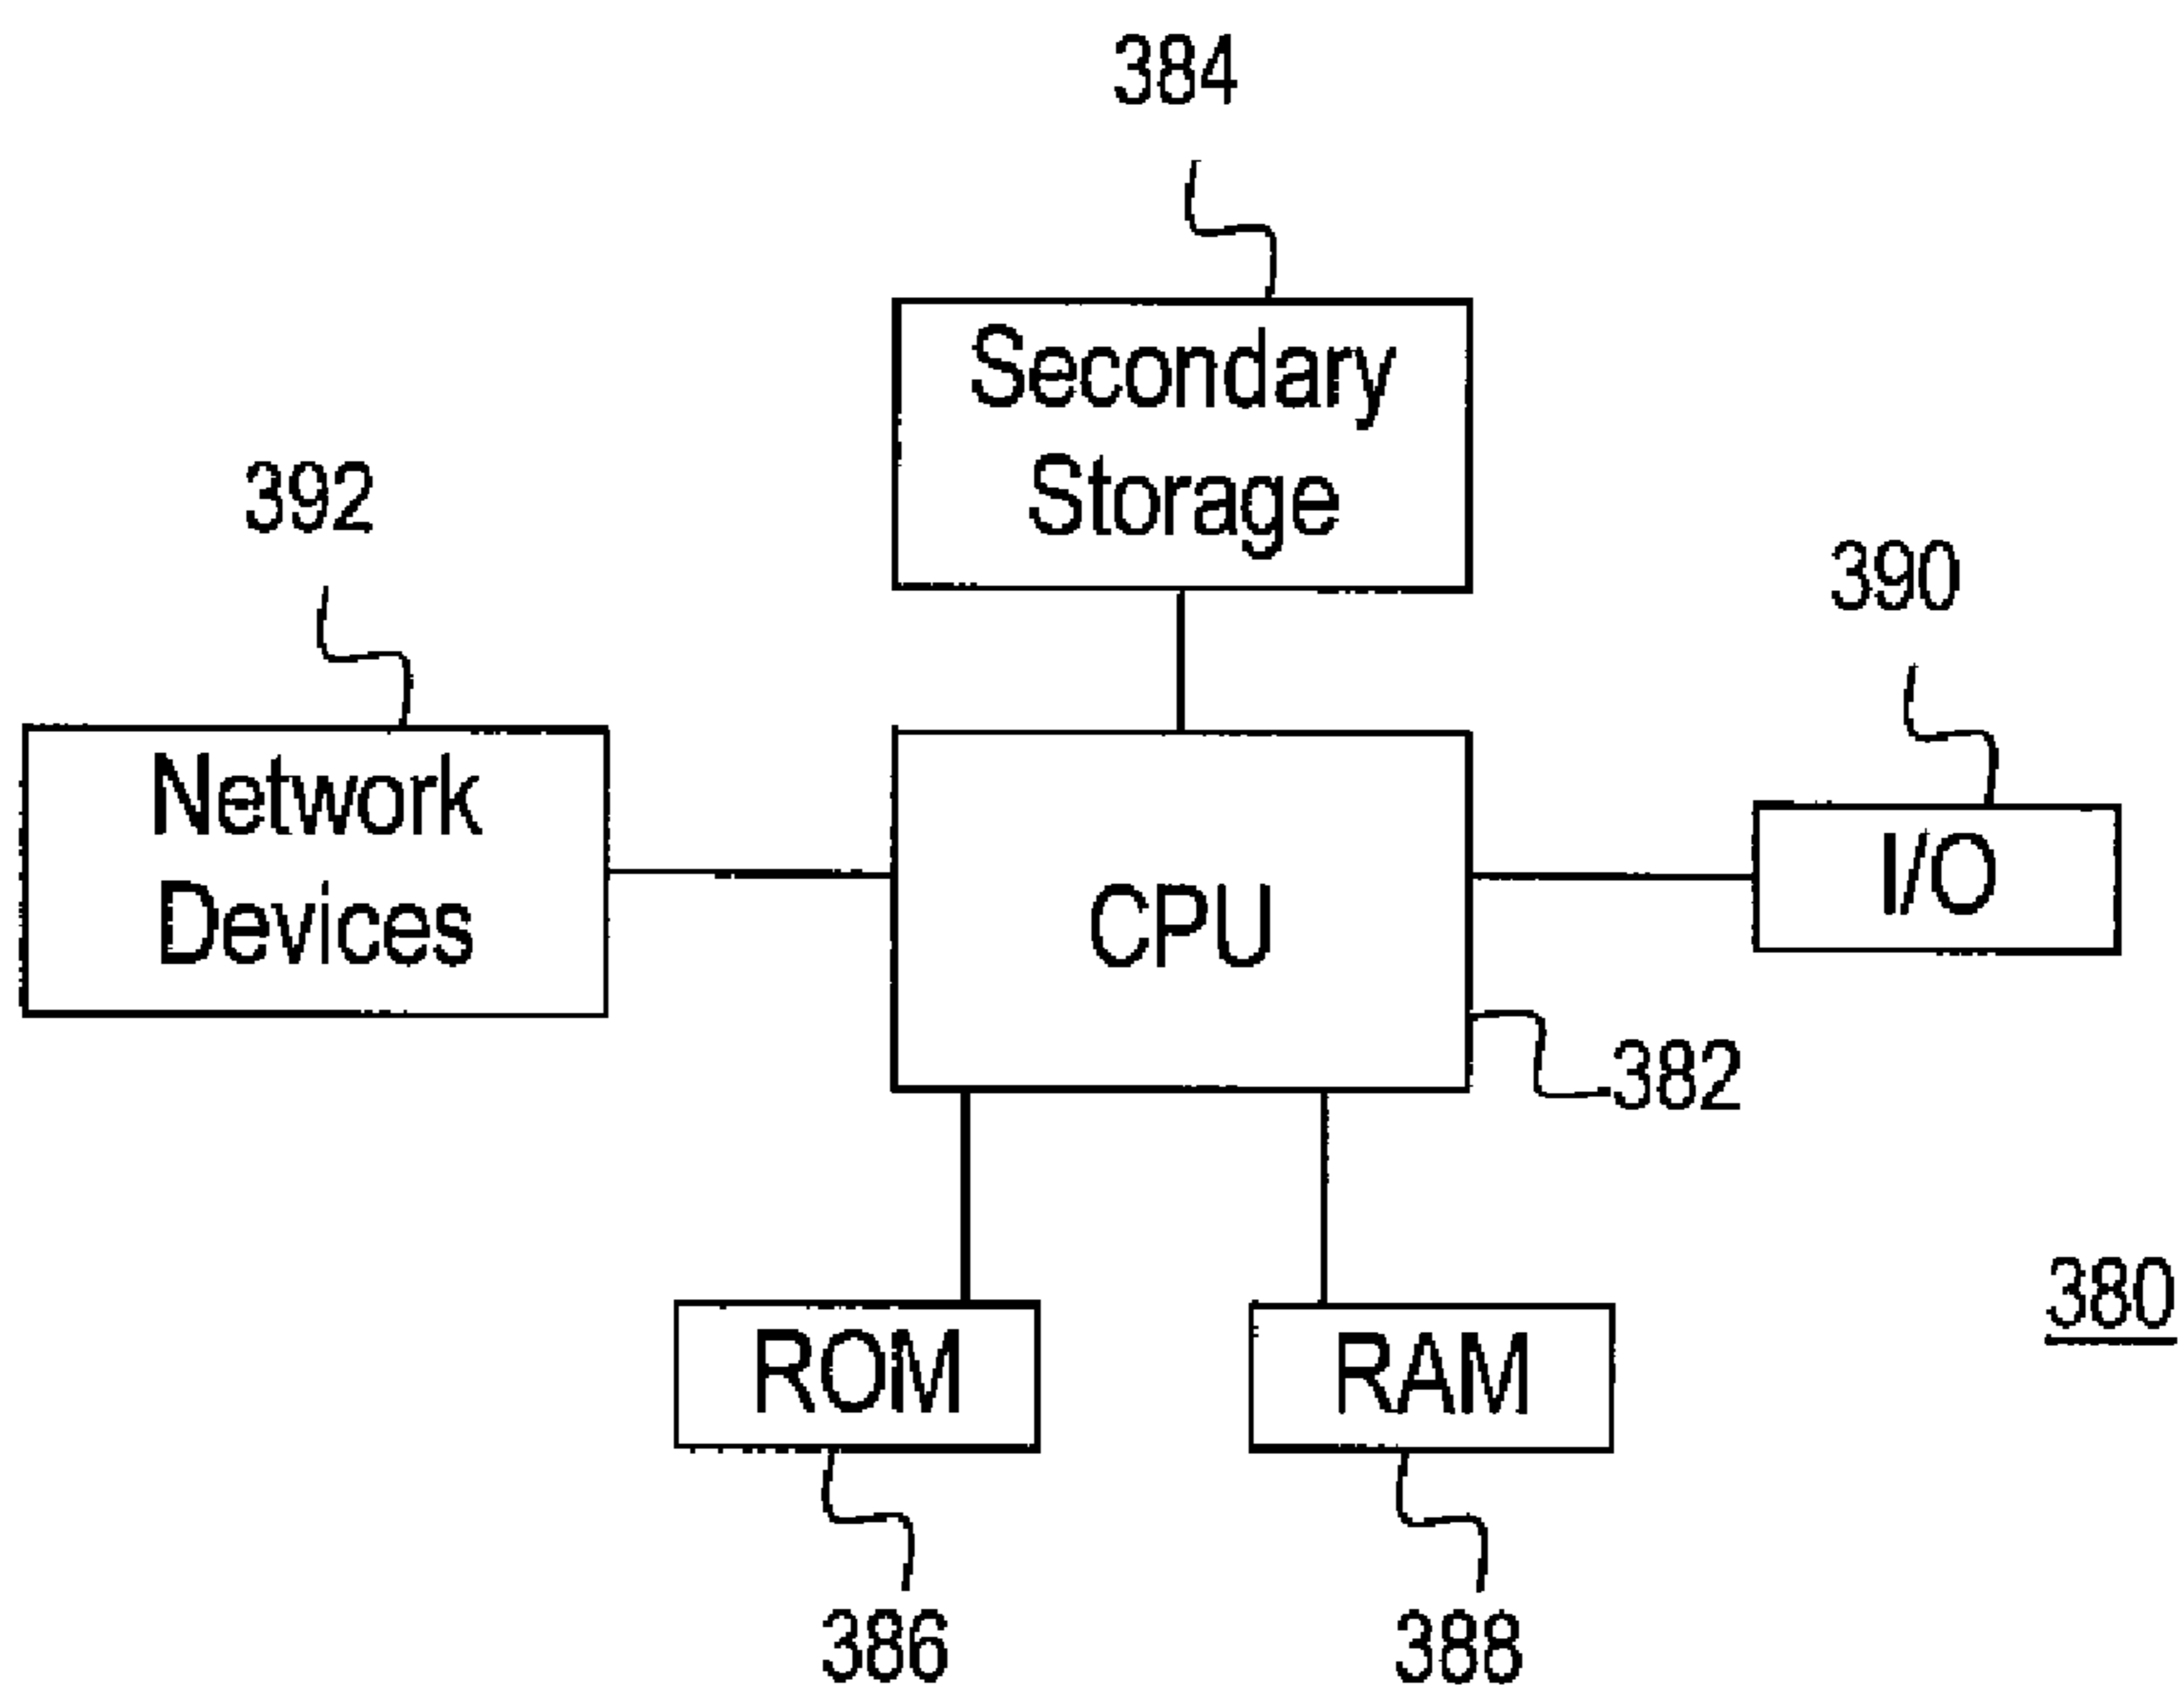 384
Secondary
Storage
392
390
Network
Devices
I/O
CPU
382
380
ROM
RAM
386
388